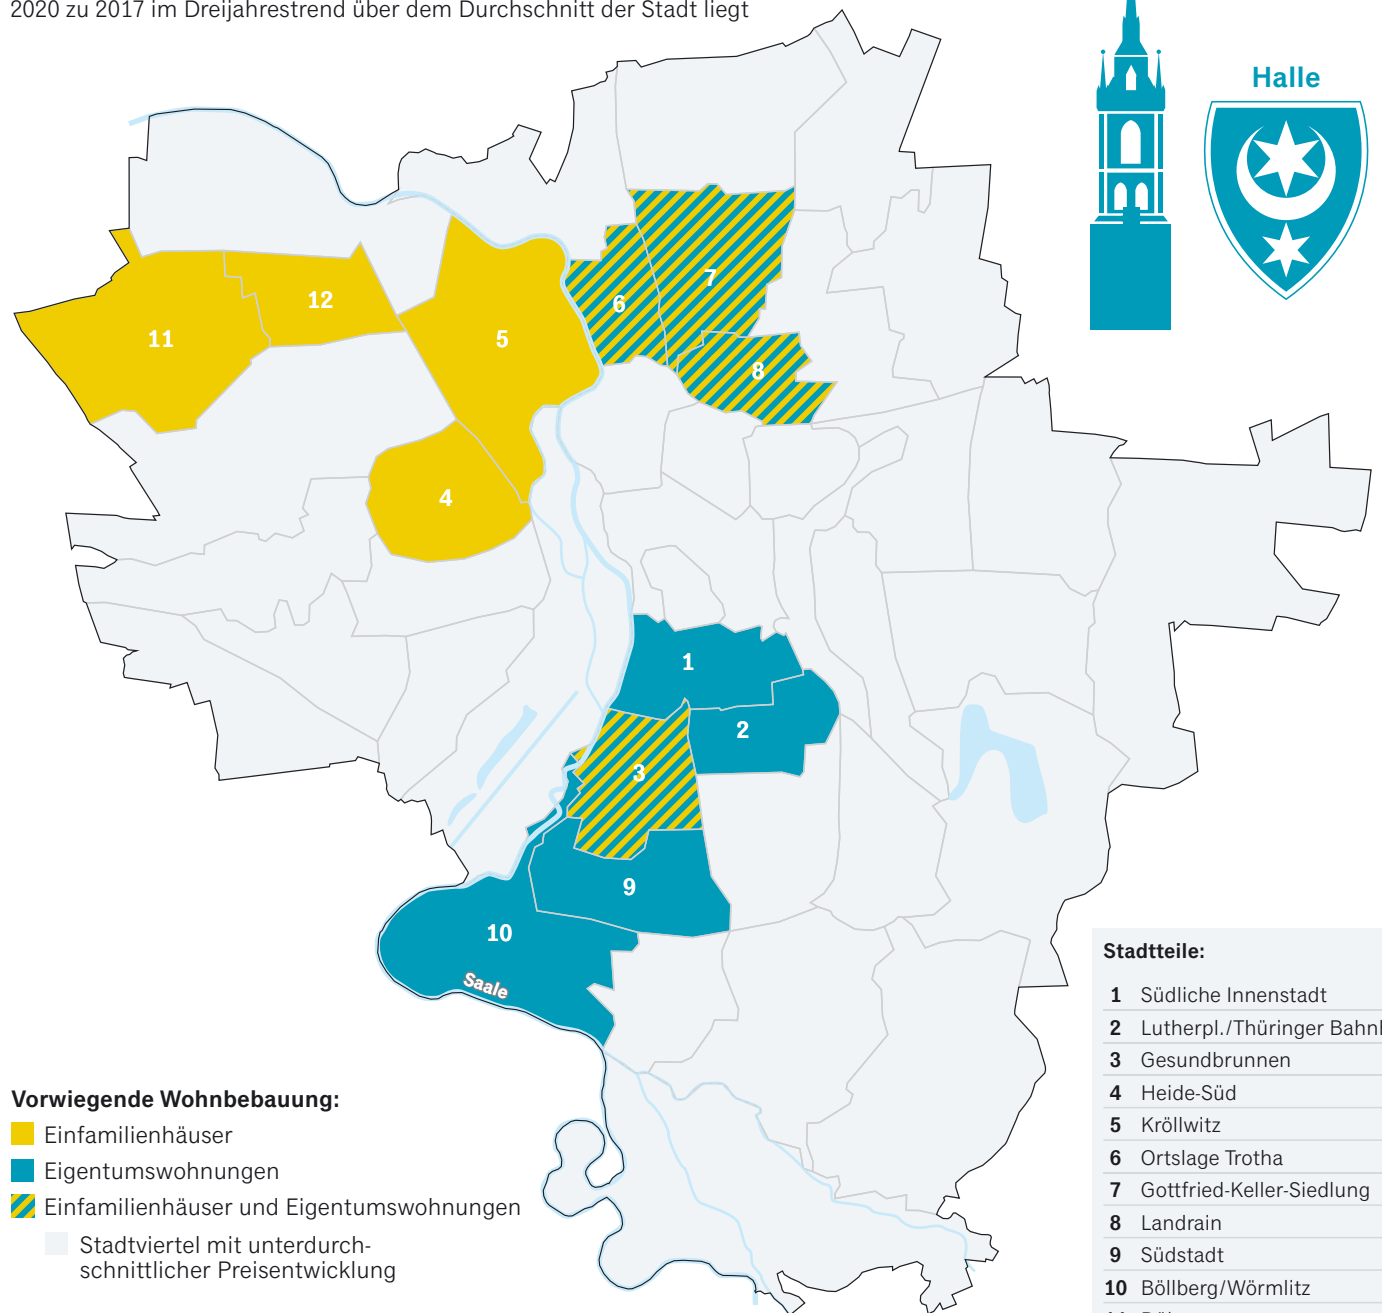 2020 zu 2017 im Dreijahrestrend über dem Durchschnitt der Stadt liegt
Halle
7
6
12
11
5
8
4
1
2
3
9
10
Saale
Vorwiegende Wohnbebauung:
Einfamilienhäuser
Eigentumswohnungen
Einfamilienhäuser und Eigentumswohnungen
Stadtviertel mit unterdurch-
schnittlicher Preisentwicklung
Stadtteile:
1 Südliche Innenstadt
2 Lutherpl./Thüringer
3 Gesundbrunnen
4 Heide-Süd
5 Kröllwitz
6 Ortslage Trotha
7 Gottfried-Keller-Siedlung
8 Landrain
9 Südstadt
10 Böllberg/Wörmlitz